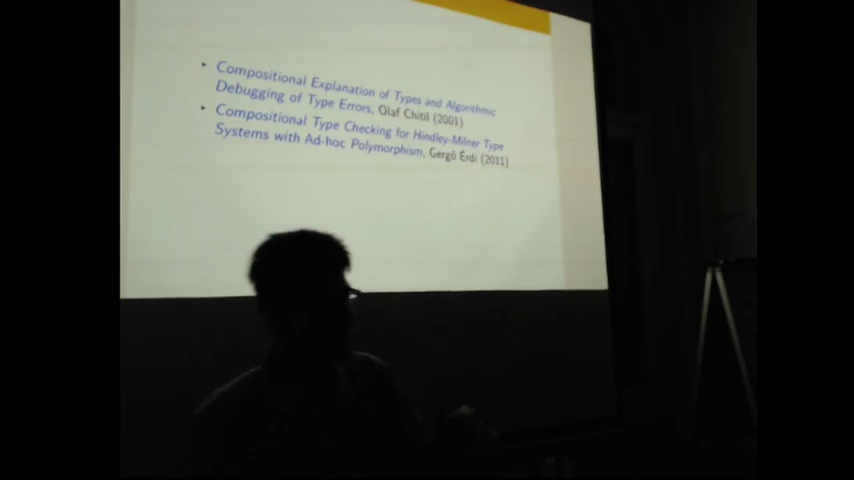 Compositional Explanation of Types and Algorithmic
Debugging of Type Errors, Olaf Chitil (2001)
Compositional Type Checking for Hindley-Milner Type
Systems with Ad-hoc Polymorphism, Gergő Érdi (2011)